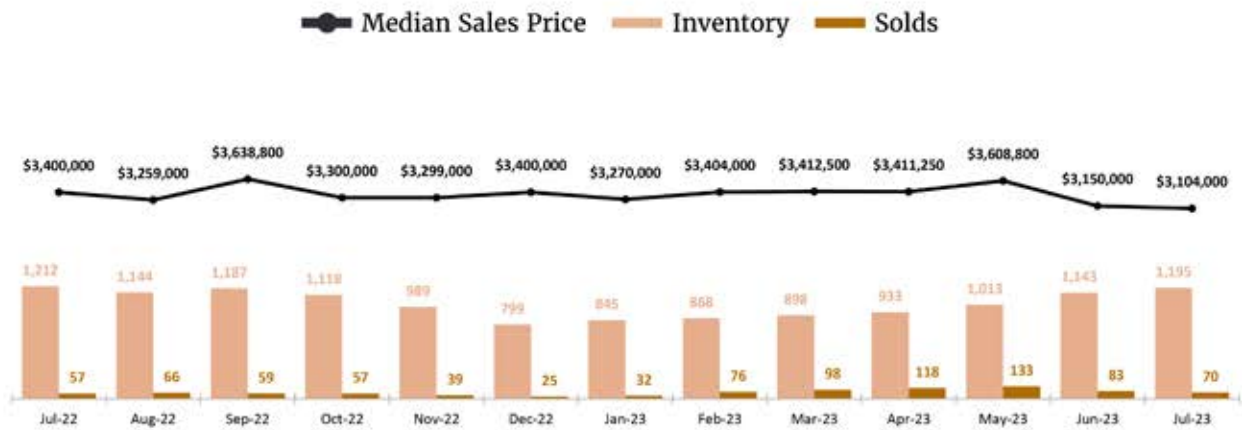 Median Sales Price Inventory Solds
$3,400,000 $3,259,000 $3,638,800 $3,300,000 $3,299,000 $3,400,000 $3,270,000 $3,404,000 $3,412,500 $3,411,250 $3,608,800 $3,150,000 $3,104,000
1,212 1,144 1,187 1,118 989 799 845 868 898 933 1,013 1,143 1,195
57 66 59 57 39 25 32 76 98 118 133 83 70
Jul-22 Aug-22 Sep-22 Oct-22 Nov-22 Dec-22 Jan-23 Feb-23 Mar-23 Apr-23 May-23 Jun-23 Jul-23